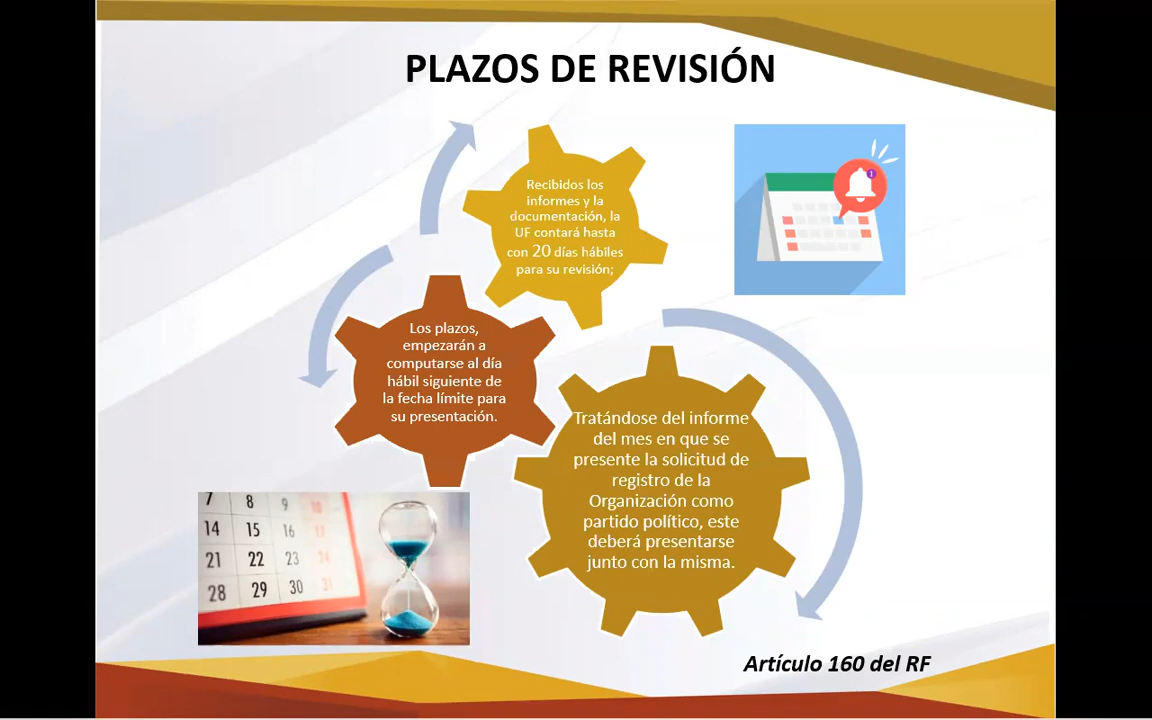 PLAZOS DE REVISIÓN
Recibidos los
informes y la
documentación, la
UF contará hasta
con 20 días hábiles
para su revisión;
1
Los plazos,
empezarán a
computarse al día
hábil siguiente de
la fecha límite para
su presentación.
Tratándose del informe
del mes en que se
presente la solicitud de
registro de la
Organización como
partido político, este
deberá presentarse
junto con la misma.
7 8 9 10
14 15 16 17
21 22 23 24
28 29 30 31
Artículo 160 del RF